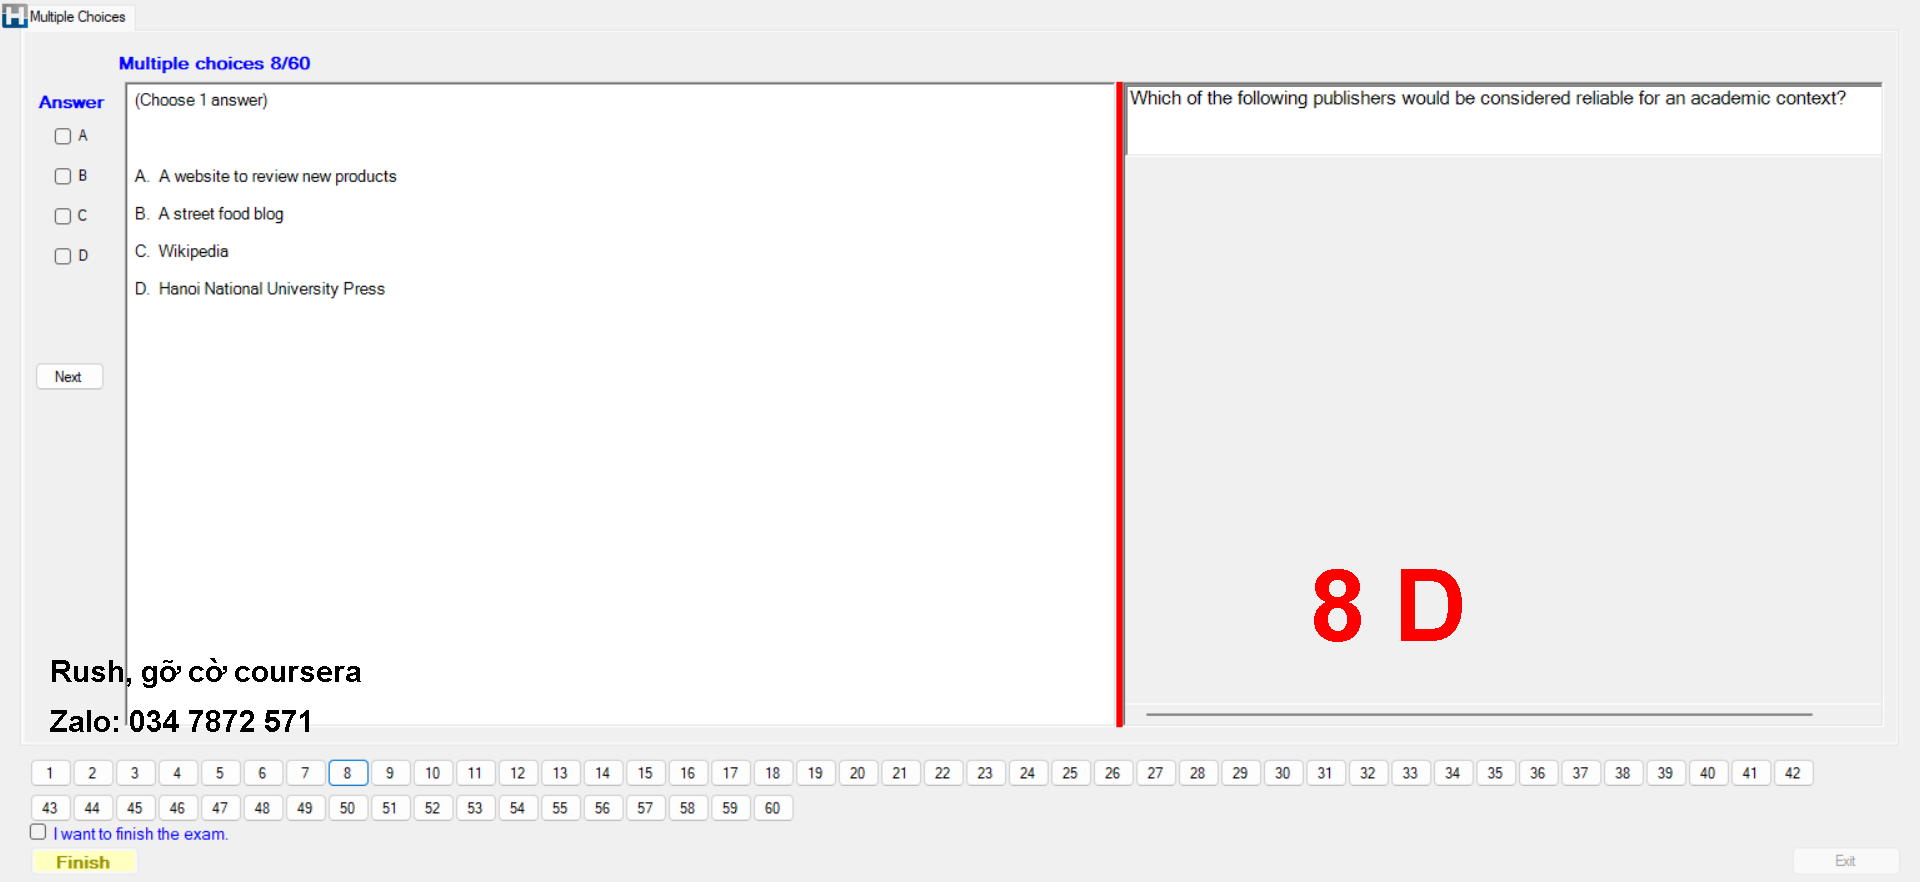 Multiple Choices
Multiple choices 8/60
Answer
A
B
C
D
Next
(Choose 1 answer)
A. A website to review new products
B. A street food blog
C. Wikipedia
D. Hanoi National University Press
Which of the following publishers would be considered reliable for an academic context?
8 D
Rush, gỡ cờ coursera
Zalo: 034 7872 571
1 2 3 4 5 6 7 8 9 10 11 12 13 14 15 16 17 18 19 20 21 22 23 24 25 26 27 28 29 30 31 32 33 34 35 36 37 38 39 40 41 42
43 44 45 46 47 48 49 50 51 52 53 54 55 56 57 58 59 60
I want to finish the exam.
Finish
Exit